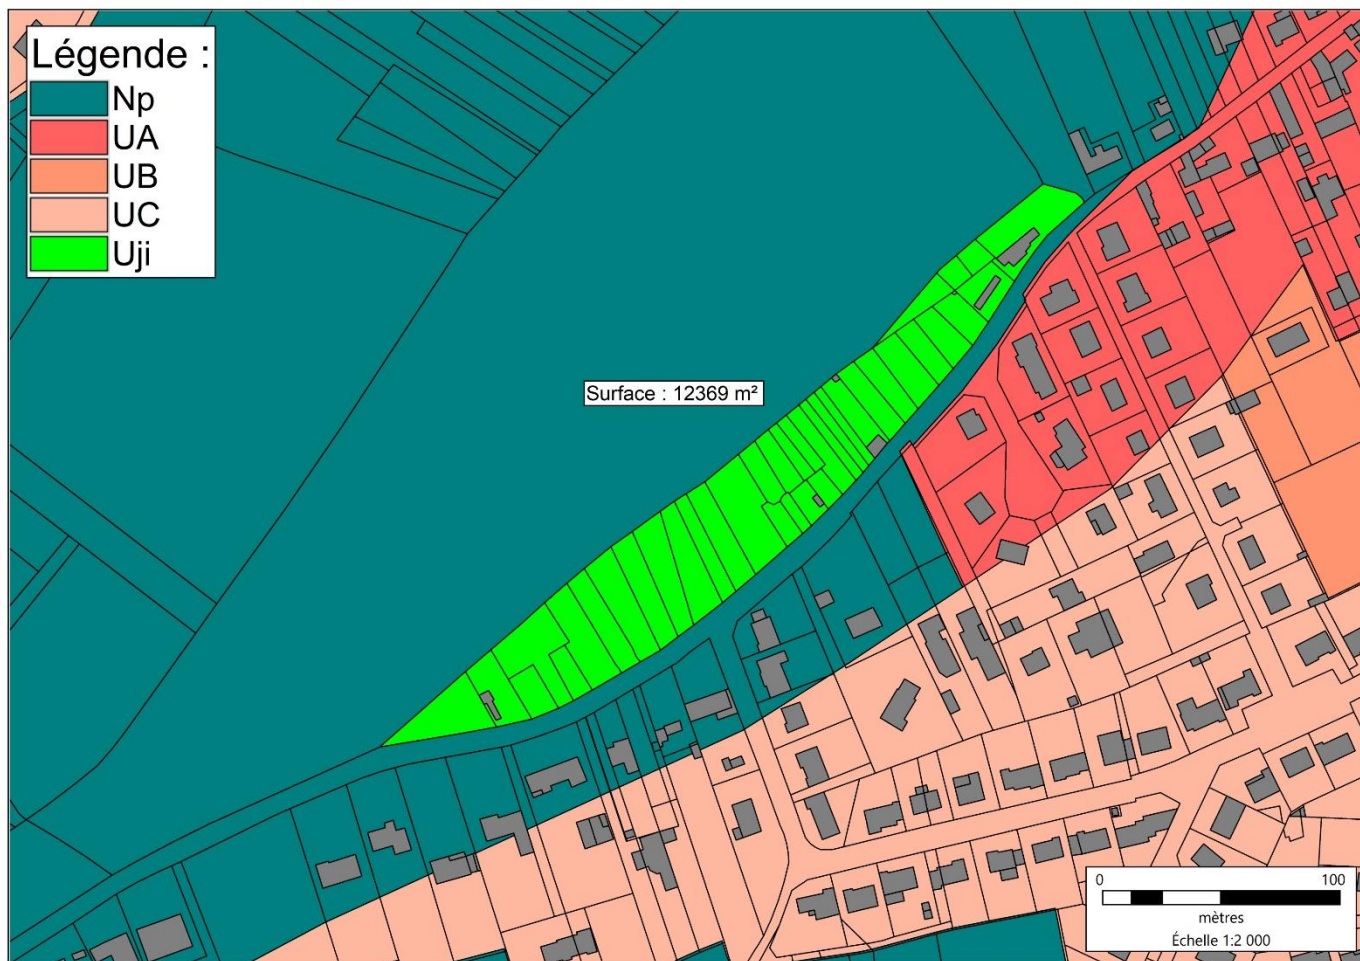 Légende :
Np
UA
UB
UC
Uji
Surface : 12369 m²
0 100
mètres
Échelle 1:2 000